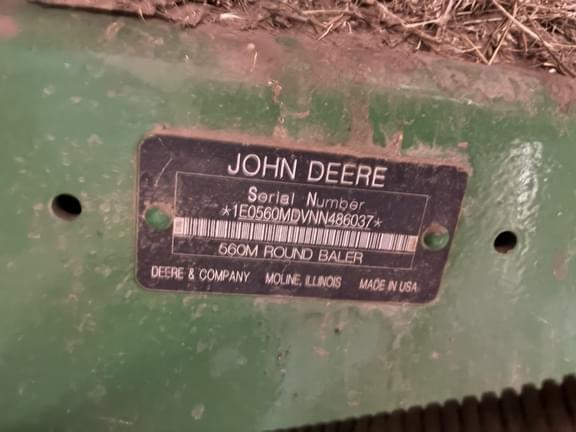 JOHN DEERE
Serial Number
*1E0560MDVNN486037*
560M ROUND BALER
DEERE & COMPANY MOLINE, ILLINOIS MADE IN USA